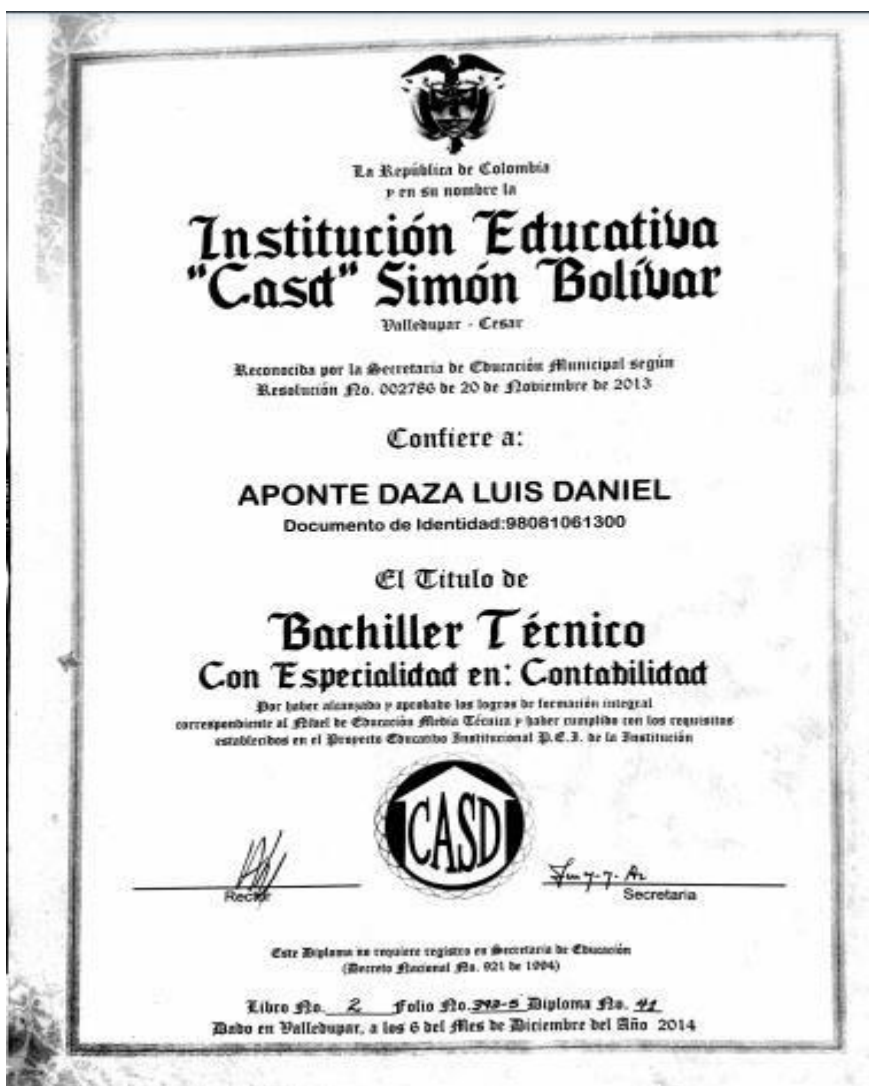 La República de Colombia
y en su nombre la
Institución Educativa
"Casd" Simón Bolívar
Valledupar - Cesar
Reconocida por la Secretaria de Educación Municipal según
Resolución No. 002786 de 20 de Noviembre de 2013
Confiere a:
APONTE DAZA LUIS DANIEL
Documento de Identidad:98081061300
El Titulo de
Bachiller Técnico
Con Especialidad en: Contabilidad
Por haber alcanzado y aprobado los logros de formación integral
correspondiente al Nivel de Educación Media Técnica y haber cumplido con los requisitos
establecidos en el Proyecto Educativo Institucional P.E.I. de la Institución
CASD
Rector
Secretaria
Este Diploma no requiere registro en Secretaria de Educación
(Decreto Nacional No. 921 de 1994)
Libro No. 2 Folio No. 343-5 Diploma No. 41
Dado en Valledupar, a los 6 del Mes de Diciembre del Año 2014